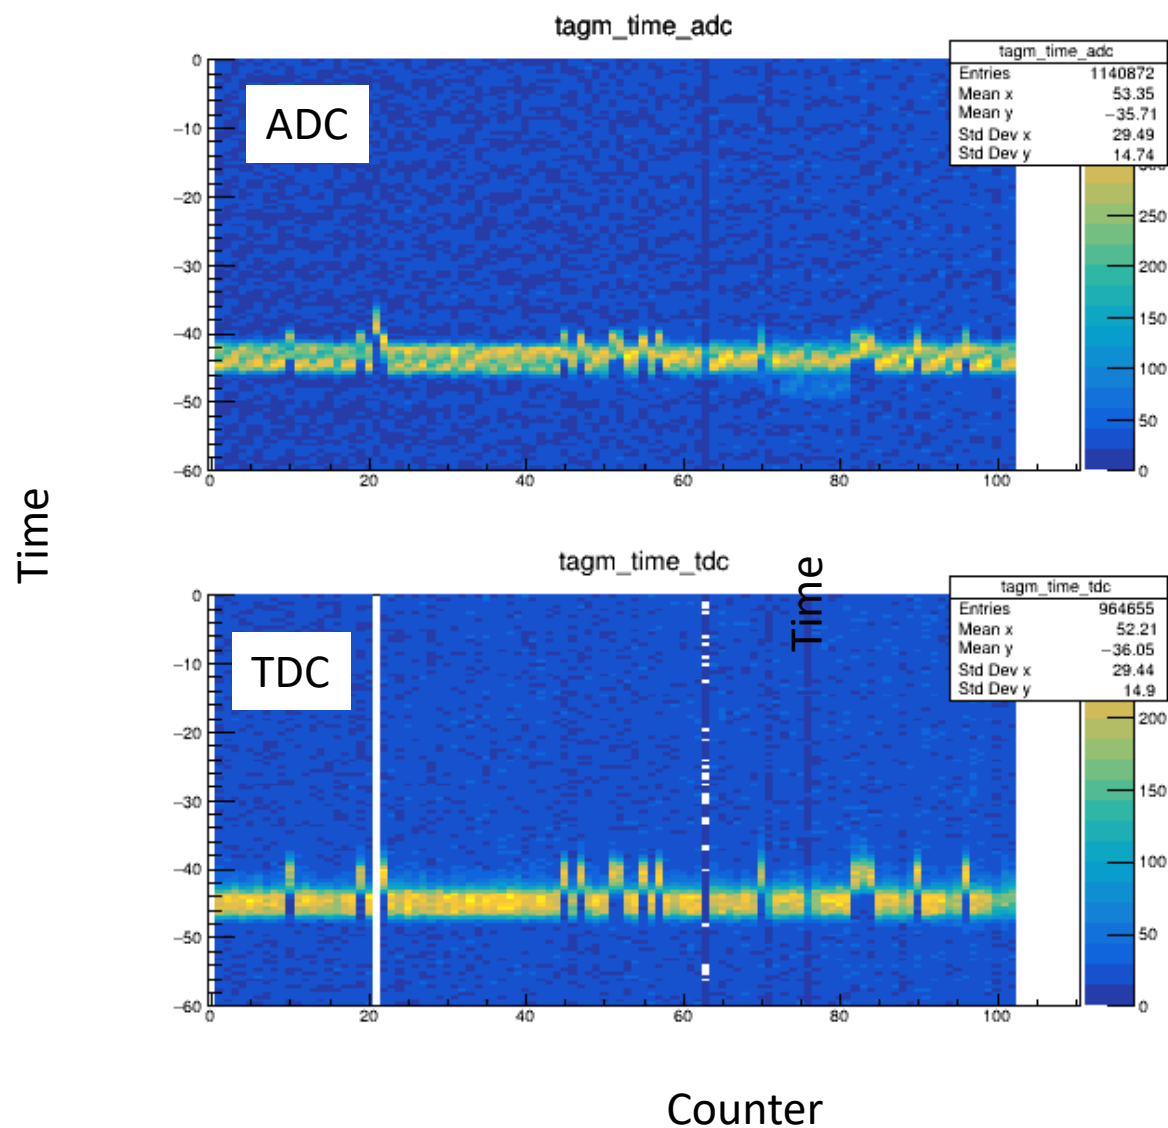 tagm_time_adc
tagm_time_adc
Entries 1140872
Mean x 53.35
Mean y −35.71
Std Dev x 29.49
Std Dev y 14.74
ADC
0
−10
−20
−30
−40
−50
−60
0 20 40 60 80 100
250
200
150
100
50
0
Time
tagm_time_tdc
Time
tagm_time_tdc
Entries 964655
Mean x 52.21
Mean y −36.05
Std Dev x 29.44
Std Dev y 14.9
TDC
0
−10
−20
−30
−40
−50
−60
0 20 40 60 80 100
200
150
100
50
0
Counter